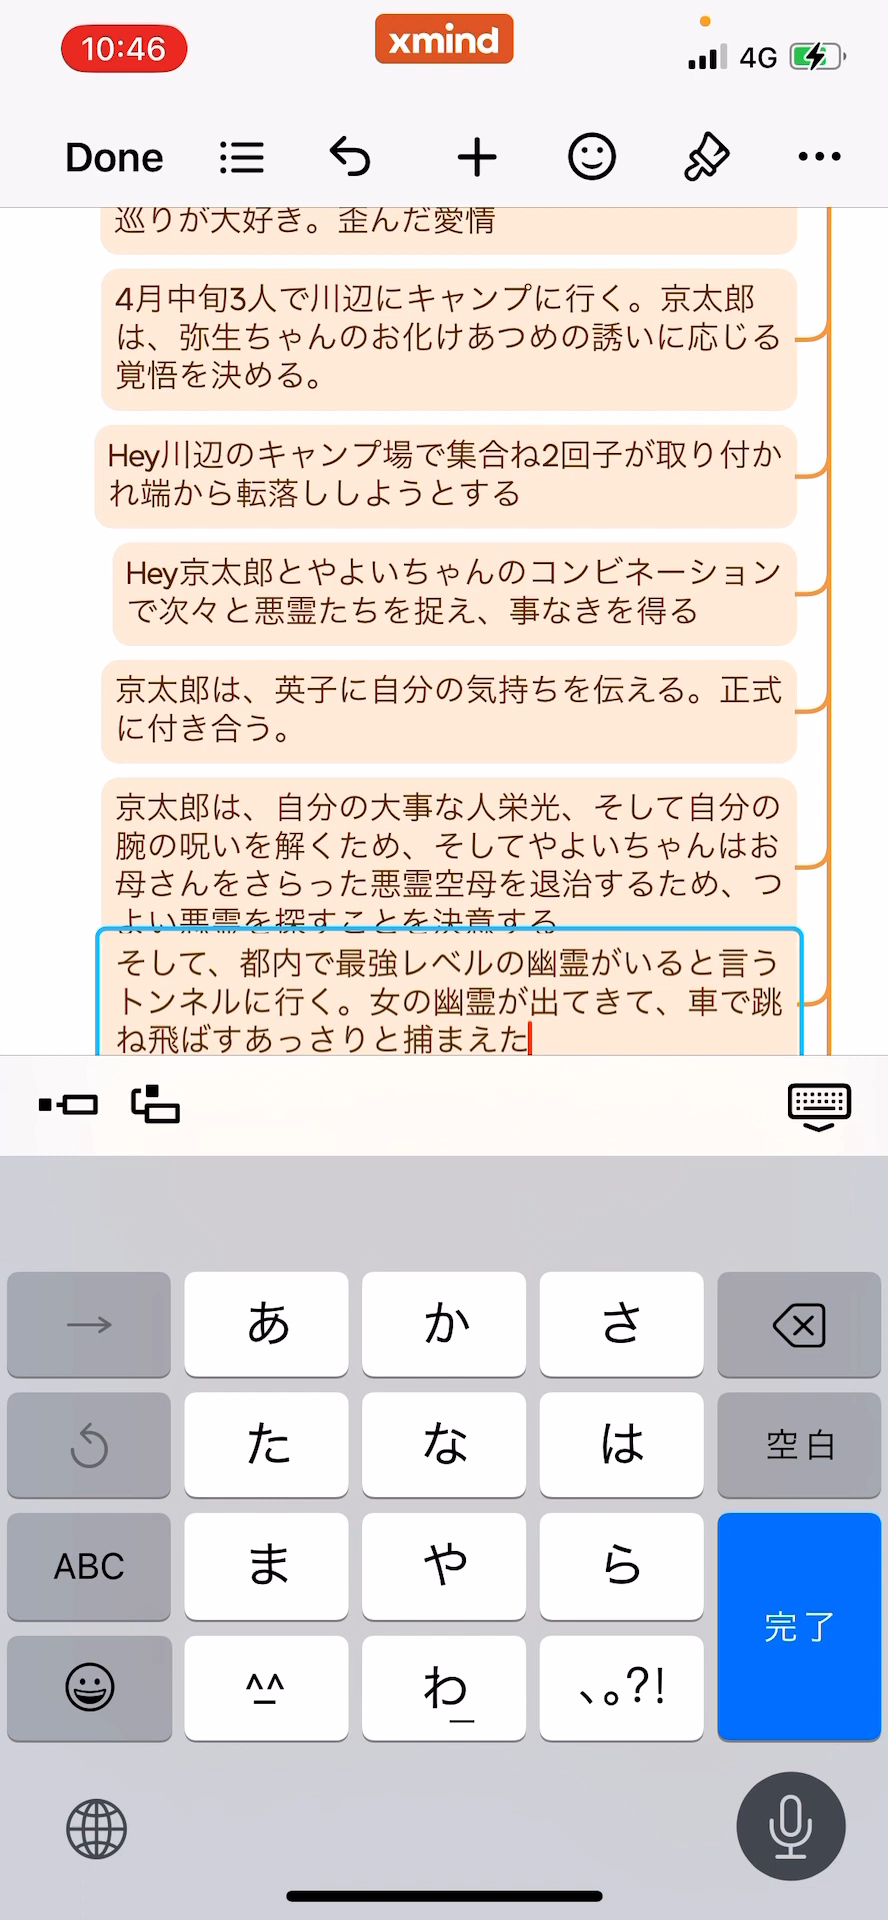 10:46
xmind
4G
Done
巡りが大好き。歪んだ愛情
4月中旬3人で川辺にキャンプに行く。京太郎
は、弥生ちゃんのお化けあつめの誘いに応じる
覚悟を決める。
Hey川辺のキャンプ場で集合ね2回子が取り付か
れ端から転落ししようとする
Hey京太郎とやよいちゃんのコンビネーション
で次々と悪霊たちを捉え、事なきを得る
京太郎は、英子に自分の気持ちを伝える。正式
に付き合う。
京太郎は、自分の大事な人栄光、そして自分の
腕の呪いを解くため、そしてやよいちゃんはお
母さんをさらった悪霊空母を退治するため、つ
よい悪霊を探すことを決意する
そして、都内で最強レベルの幽霊がいると言う
トンネルに行く。女の幽霊が出てきて、車で跳
ね飛ばすあっさりと捕まえた
→ あ か さ
た な は 空白
ABC ま や ら 完了
^^ わ 、。?!